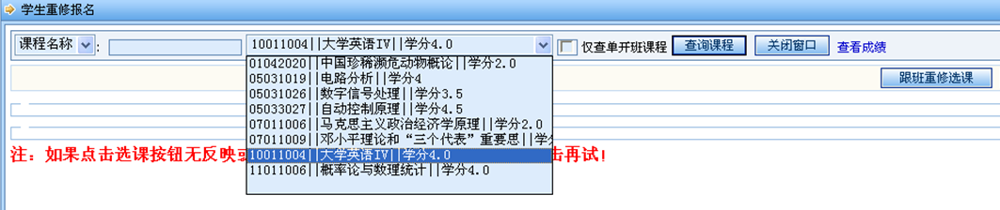 学生重修报名
课程名称 : 10011004||大学英语IV||学分4.0 仅查单开班课程 查询课程 关闭窗口 查看成绩
01042020||中国珍稀濒危动物概论||学分2.0
05031019||电路分析||学分4
跟班重修选课
05031026||数字信号处理||学分3.5
05033027||自动控制原理||学分4.5
07011006||马克思主义政治经济学原理||学分2.0
07011009||邓小平理论和“三个代表”重要思||学分
10011004||大学英语IV||学分4.0
11011006||概率论与数理统计||学分4.0
注：如果点击选课按钮无反映或 击再试！